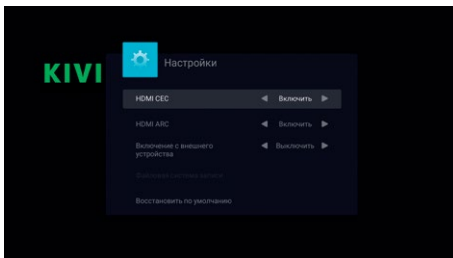 KIVI
Настройки
HDMI CEC Включить
HDMI ARC Включить
Включение с внешнего
устройства Выключить
Восстановить по умолчанию